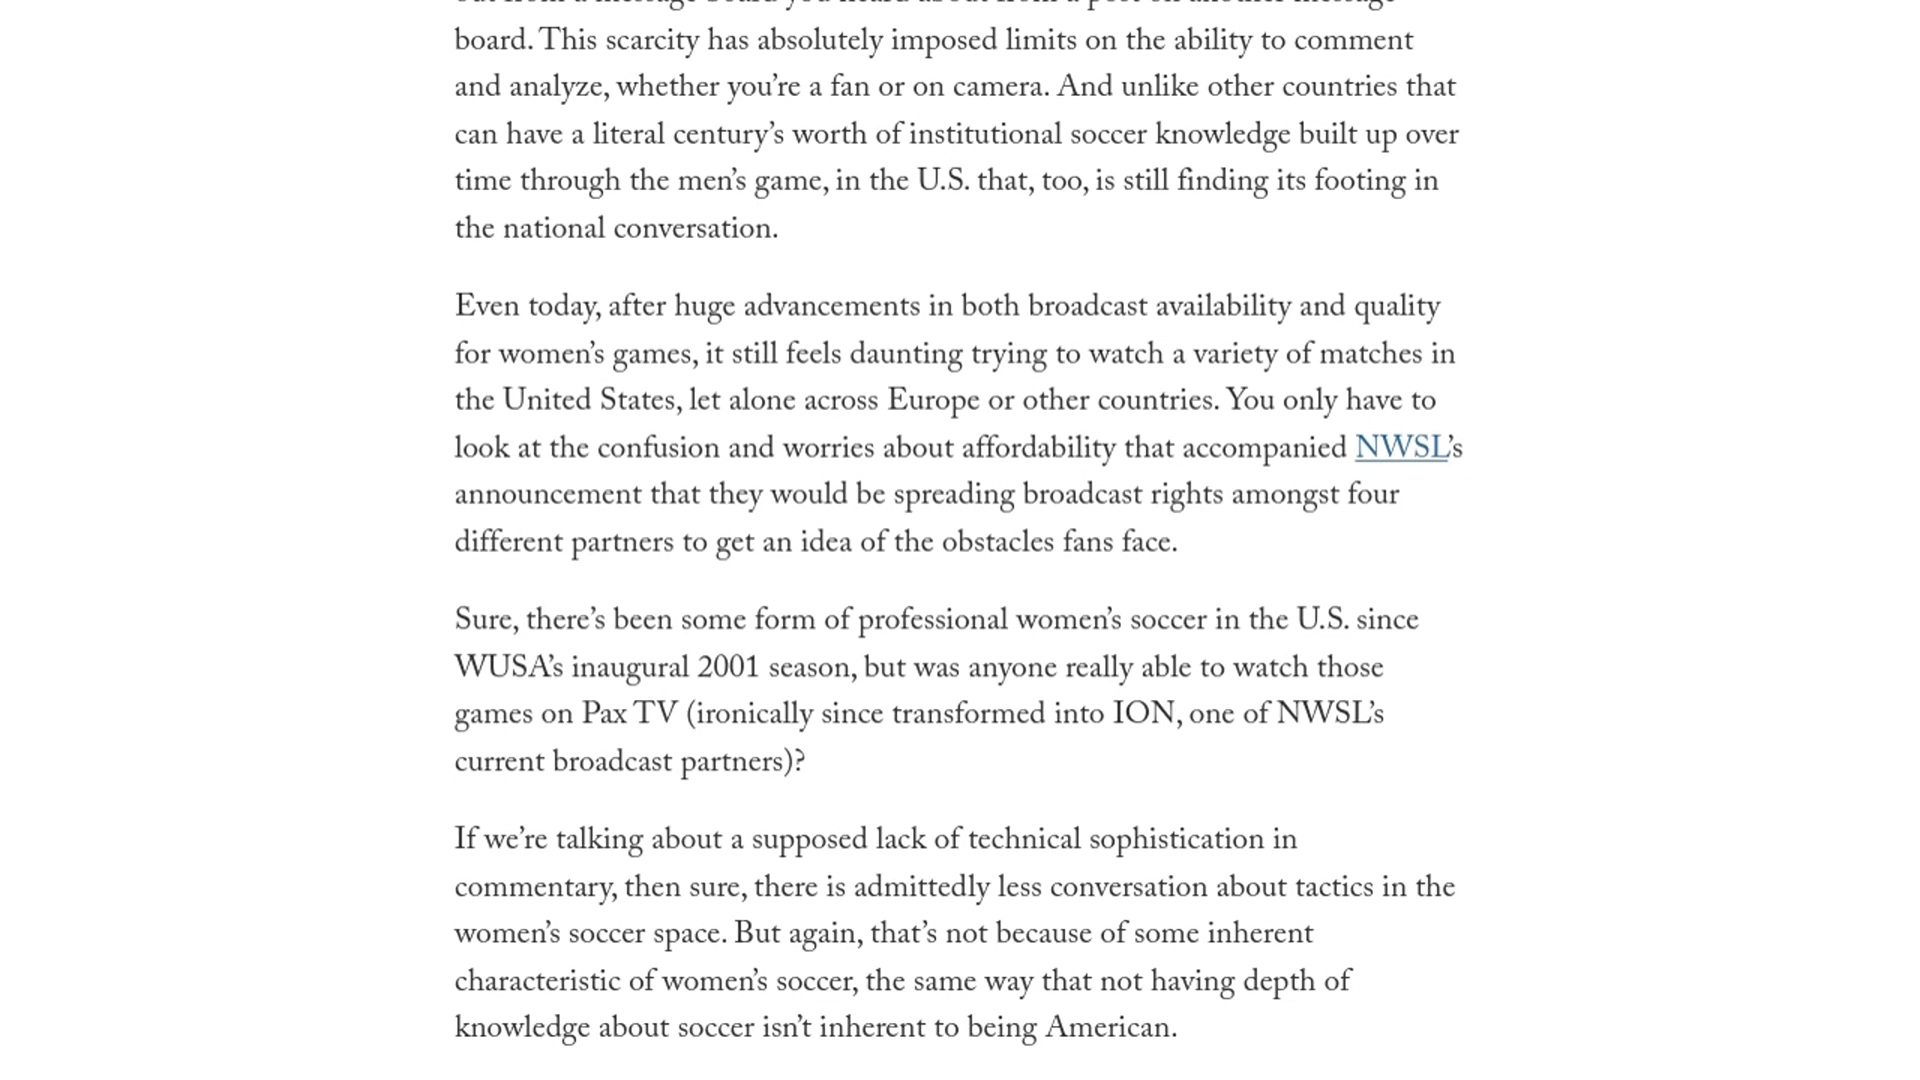 board. This scarcity has absolutely imposed limits on the ability to comment
and analyze, whether you’re a fan or on camera. And unlike other countries that
can have a literal century’s worth of institutional soccer knowledge built up over
time through the men’s game, in the U.S. that, too, is still finding its footing in
the national conversation.
Even today, after huge advancements in both broadcast availability and quality
for women’s games, it still feels daunting trying to watch a variety of matches in
the United States, let alone across Europe or other countries. You only have to
look at the confusion and worries about affordability that accompanied NWSL’s
announcement that they would be spreading broadcast rights amongst four
different partners to get an idea of the obstacles fans face.
Sure, there’s been some form of professional women’s soccer in the U.S. since
WUSA’s inaugural 2001 season, but was anyone really able to watch those
games on Pax TV (ironically since transformed into ION, one of NWSL’s
current broadcast partners)?
If we’re talking about a supposed lack of technical sophistication in
commentary, then sure, there is admittedly less conversation about tactics in the
women’s soccer space. But again, that’s not because of some inherent
characteristic of women’s soccer, the same way that not having depth of
knowledge about soccer isn’t inherent to being American.